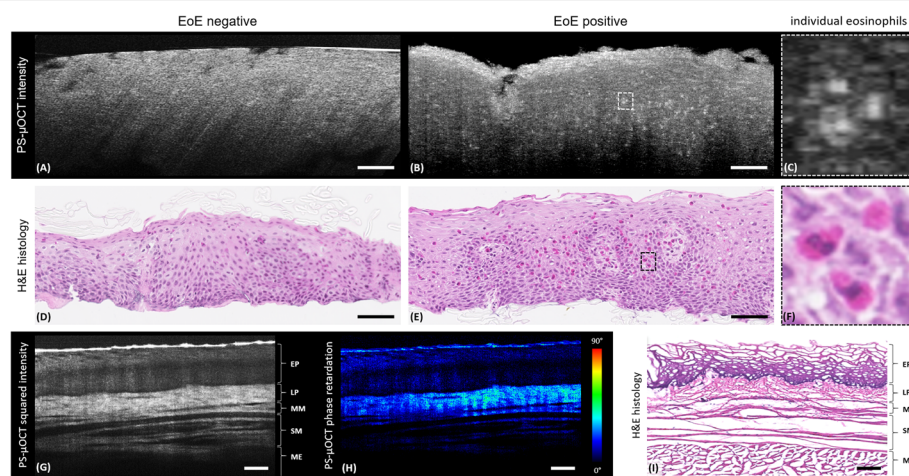 EoE negative
EoE positive
individual eosinophils
PS-μOCT intensity
(A)
(B)
(C)
H&E histology
(D)
(E)
(F)
PS-μOCT squared intensity
EP
LP
MM
SM
ME
(G)
PS-μOCT phase retardation
90°
0°
(H)
H&E histology
(I)